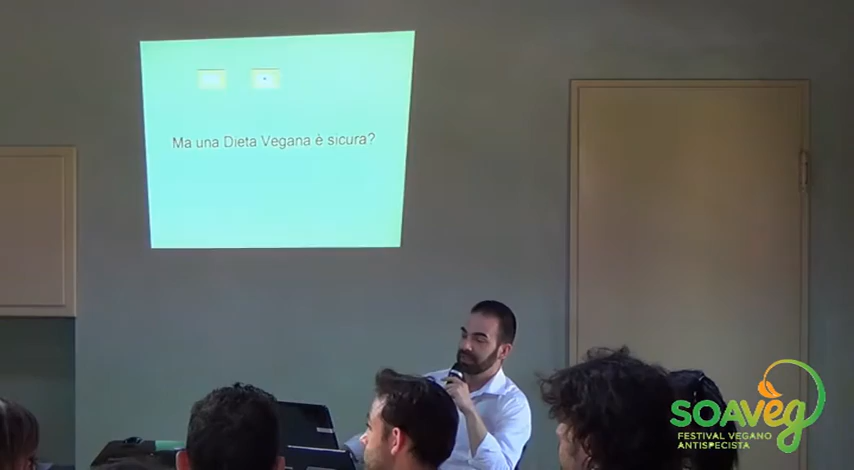 Ma una Dieta Vegana è sicura?
SOAVEg
FESTIVAL VEGANO
ANTISPECISTA